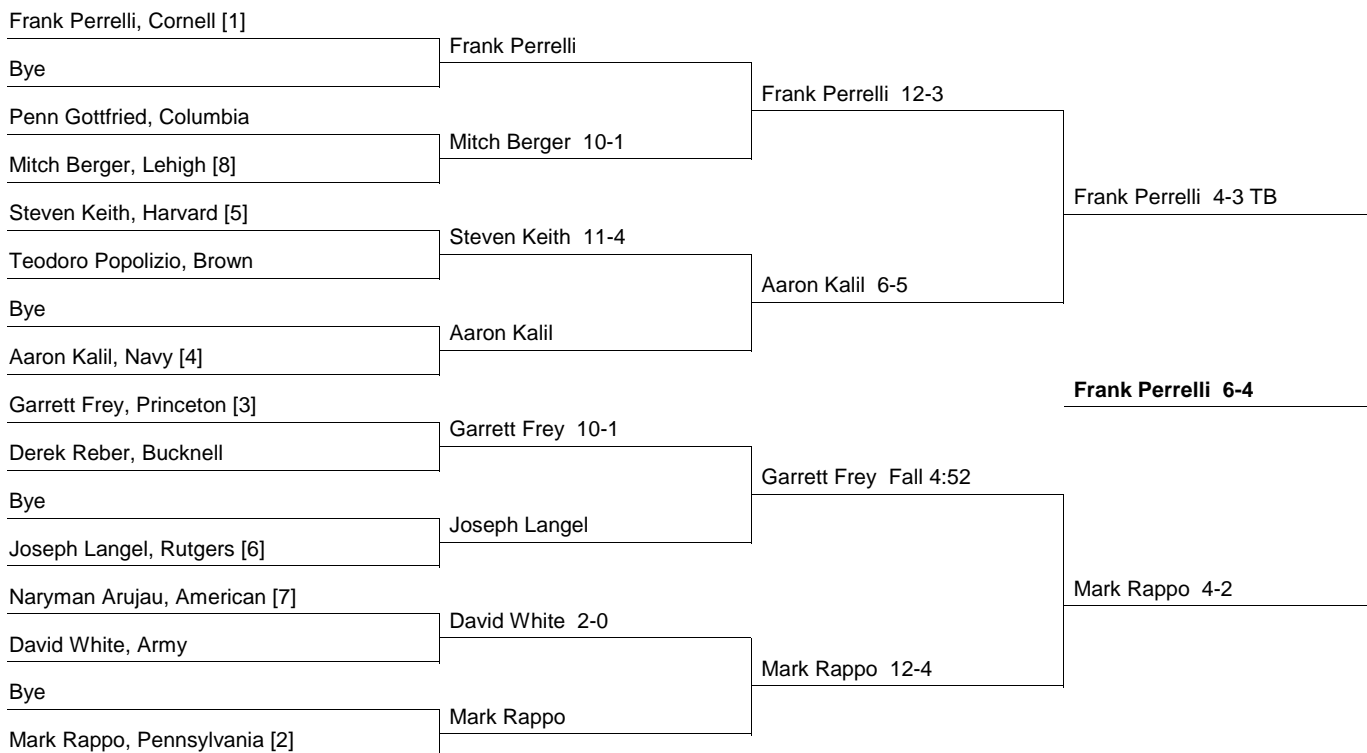 Frank Perrelli, Cornell [1]
Bye
Penn Gottfried, Columbia
Mitch Berger, Lehigh [8]
Steven Keith, Harvard [5]
Teodoro Popolizio, Brown
Bye
Aaron Kalil, Navy [4]
Garrett Frey, Princeton [3]
Derek Reber, Bucknell
Bye
Joseph Langel, Rutgers [6]
Naryman Arujau, American [7]
David White, Army
Bye
Mark Rappo, Pennsylvania [2]
Frank Perrelli
Mitch Berger 10-1
Steven Keith 11-4
Aaron Kalil
Garrett Frey 10-1
Joseph Langel
David White 2-0
Mark Rappo
Frank Perrelli 12-3
Aaron Kalil 6-5
Garrett Frey Fall 4:52
Mark Rappo 12-4
Frank Perrelli 4-3 TB
Mark Rappo 4-2
Frank Perrelli 6-4